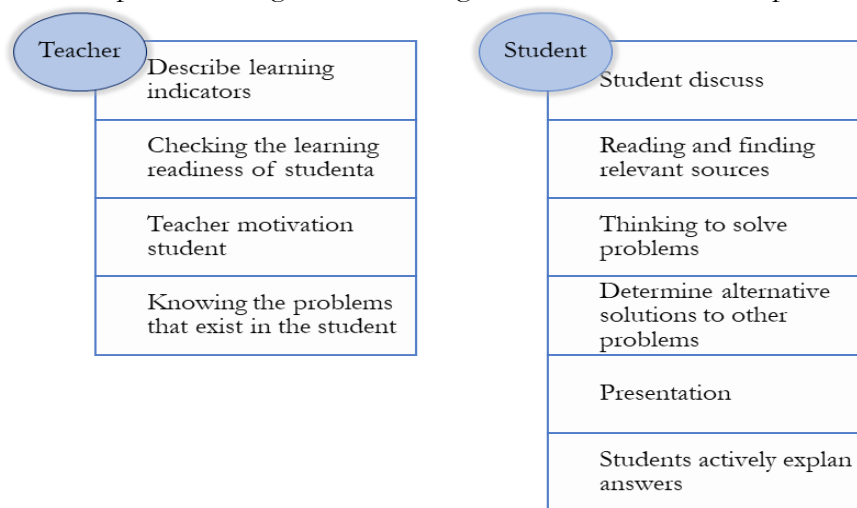 Teacher
Describe learning
indicators
Checking the learning
readiness of studenta
Teacher motivation
student
Knowing the problems
that exist in the student
Student
Student discuss
Reading and finding
relevant sources
Thinking to solve
problems
Determine alternative
solutions to other
problems
Presentation
Students actively explan
answers